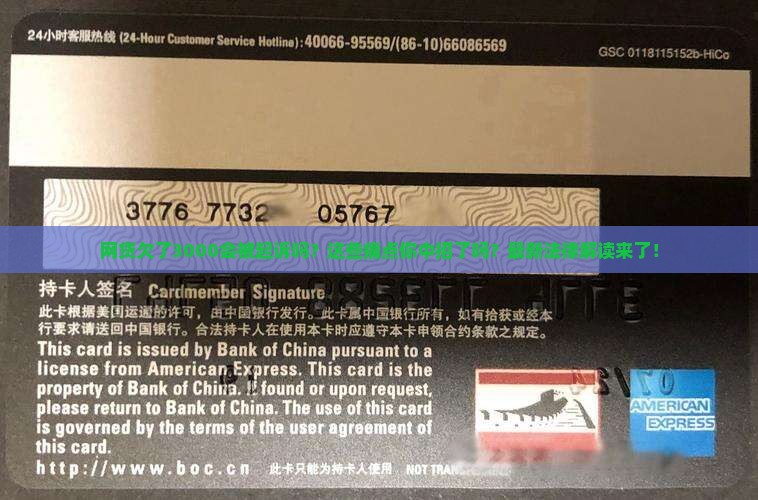 24小时客服热线 (24-Hour Customer Service Hotline):40066-95569/(86-10)66086569
GSC 0118115152b-HiCo
3776 7732 05767
网贷欠了3000会被起诉吗？这些 点你中招了吗？最新法律解读来了！
持卡人签名 Cardmember Signature
此卡根据美国运通的许可，由中国银行发行。此卡属中国银行所有，如有拾获或经本
行要求请送回中国银行。合法持卡人在使用本卡时应遵守本卡申领合约条款之规定。
This card is issued by Bank of China pursuant to a
license from American Express. This card is the
property of Bank of China. If found or upon request,
please return to Bank of China. The use of this card
is governed by the terms of the user agreement of
this card.
AMERICAN
EXPRESS
http://www.boc.cn 此卡只能为持卡人使用 NOT